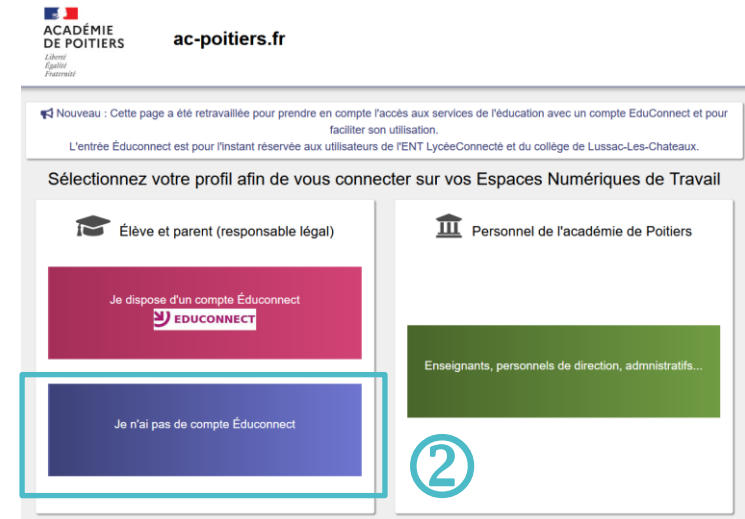 ACADÉMIE
DE POITIERS
Liberté
Égalité
Fraternité
ac-poitiers.fr
Nouveau : Cette page a été retravaillée pour prendre en compte l'accès aux services de l'éducation avec un compte EduConnect et pour
faciliter son utilisation.
L'entrée Éduconnect est pour l'instant réservée aux utilisateurs de l'ENT LycéeConnecté et du collège de Lussac-Les-Chateaux.
Sélectionnez votre profil afin de vous connecter sur vos Espaces Numériques de Travail
Élève et parent (responsable légal)
Je dispose d'un compte Éduconnect
EDUCONNECT
Je n'ai pas de compte Éduconnect
Personnel de l'académie de Poitiers
Enseignants, personnels de direction, admnistratifs...
②